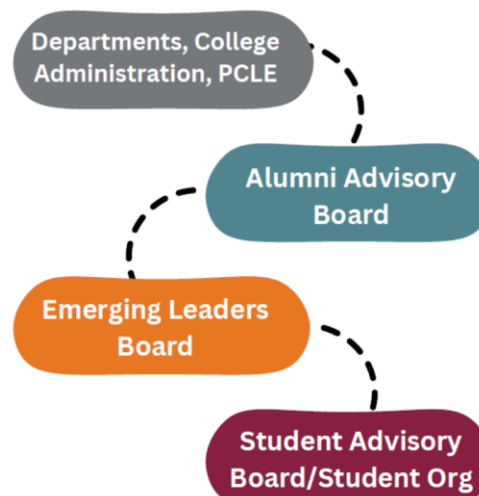 Departments, College
Administration, PCLE
Alumni Advisory
Board
Emerging Leaders
Board
Student Advisory
Board/Student Org